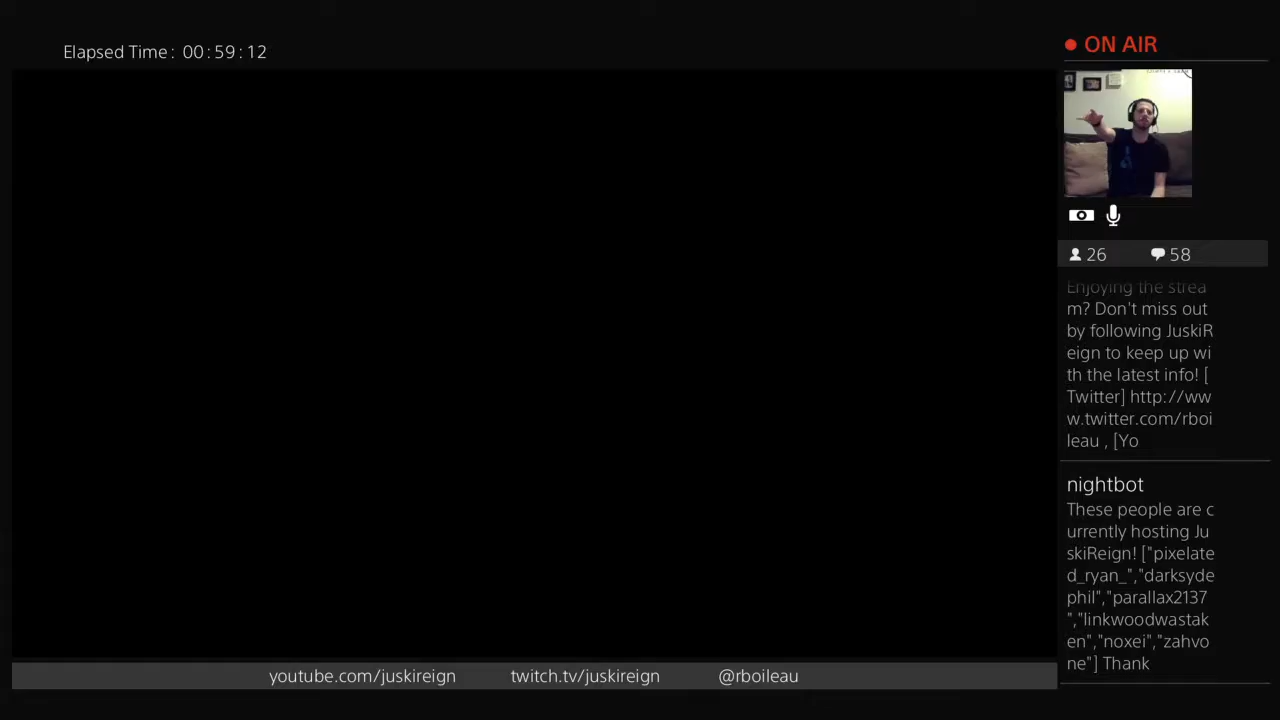 Elapsed Time: 00:59:12
ON AIR
26 58
Enjoying the strea
m? Don't miss out
by following JuskiR
eign to keep up wi
th the latest info! [
Twitter] http://ww
w.twitter.com/rboi
leau , [Yo
nightbot
These people are c
urrently hosting Ju
skiReign! ["pixelate
d_ryan_","darksyde
phil","parallax2137
","linkwoodwastak
en","noxei","zahvo
ne"] Thank
youtube.com/juskireign twitch.tv/juskireign @rboileau